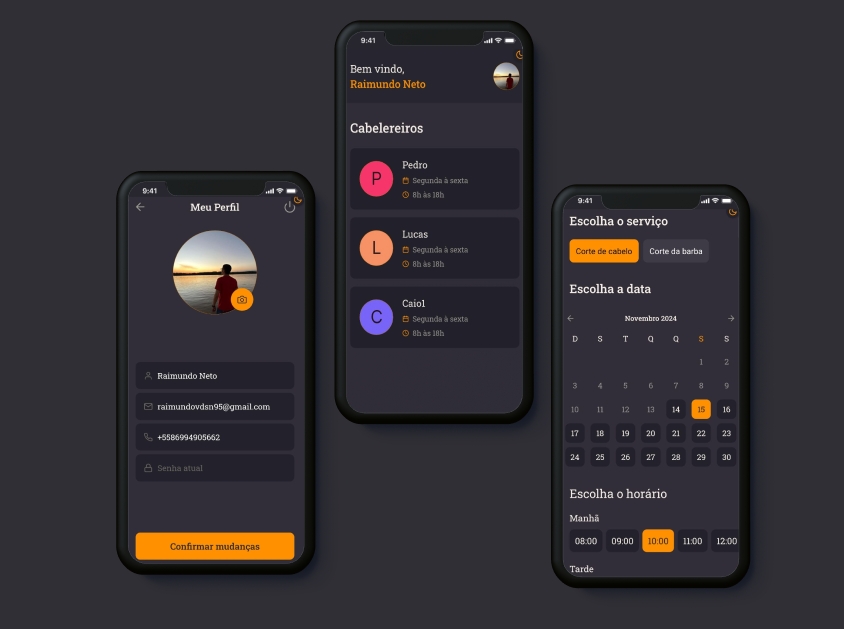 9:41
Meu Perfil
Raimundo Neto
raimundovdsn95@gmail.com
+5586994905662
Senha atual
Confirmar mudanças
9:41
Bem vindo,
Raimundo Neto
Cabelereiros
P
Pedro
Segunda à sexta
8h às 18h
L
Lucas
Segunda à sexta
8h às 18h
C
Caio1
Segunda à sexta
8h às 18h
9:41
Escolha o serviço
Corte de cabelo Corte da barba
Escolha a data
Novembro 2024
D S T Q Q S S
1 2
3 4 5 6 7 8 9
10 11 12 13 14 15 16
17 18 19 20 21 22 23
24 25 26 27 28 29 30
Escolha o horário
Manhã
08:00 09:00 10:00 11:00 12:00
Tarde